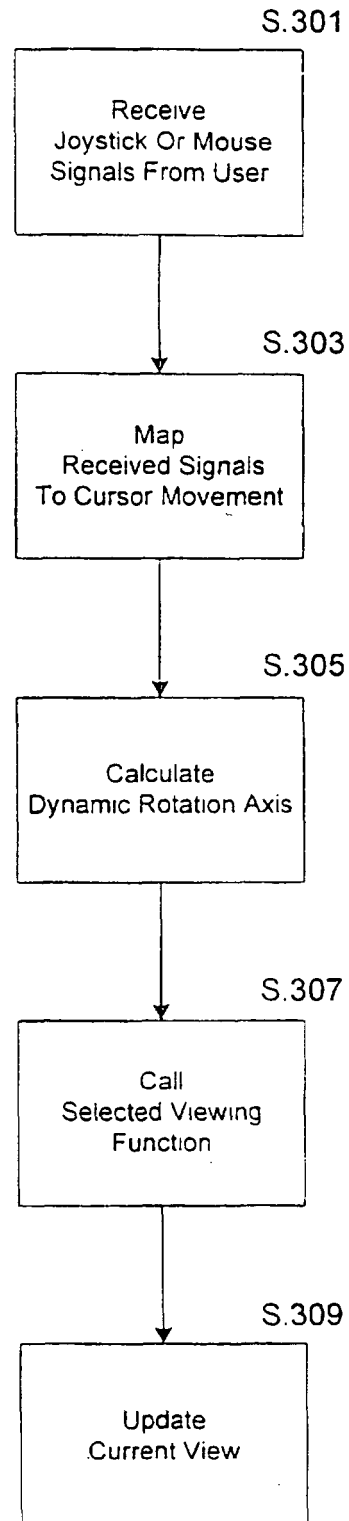 S.301
Receive
Joystick Or Mouse
Signals From User
S.303
Map
Received Signals
To Cursor Movement
S.305
Calculate
Dynamic Rotation Axis
S.307
Call
Selected Viewing
Function
S.309
Update
Current View